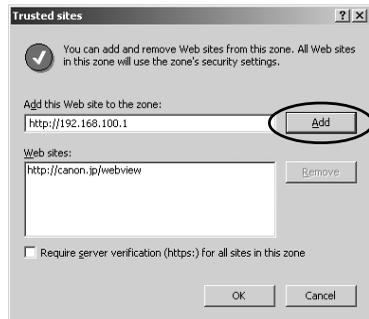 Trusted sites
You can add and remove Web sites from this zone. All Web sites
in this zone will use the zone's security settings.
Add this Web site to the zone:
http://192.168.100.1
Add
Web sites:
http://canon.jp/webview
Remove
Require server verification (https:) for all sites in this zone
OK
Cancel